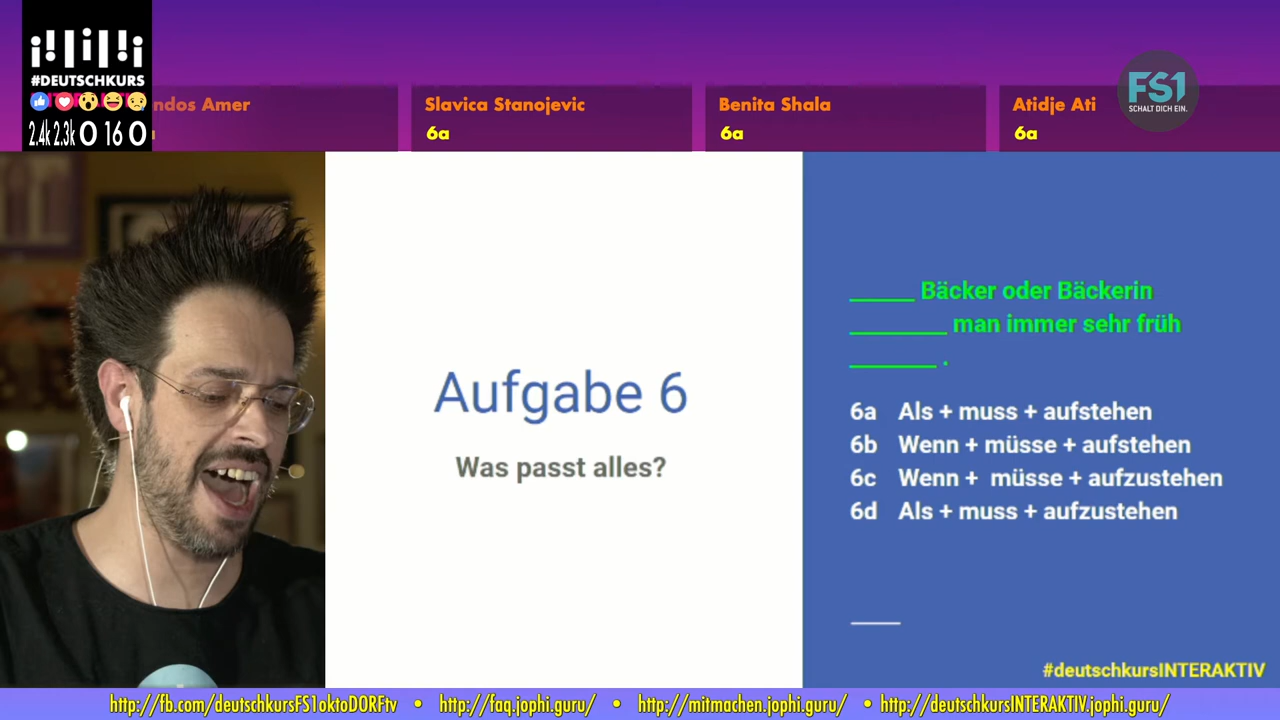 #DEUTSCHKURS
2.4k 2.3k 0 16 0
ndos Amer
Slavica Stanojevic
6a
Benita Shala
6a
Atidje Ati
6a
FS1
SCHALT DICH EIN.
Aufgabe 6
Was passt alles?
______ Bäcker oder Bäckerin
_________ man immer sehr früh
________ .
6a Als + muss + aufstehen
6b Wenn + müsse + aufstehen
6c Wenn + müsse + aufzustehen
6d Als + muss + aufzustehen
#deutschkursINTERAKTIV
http://fb.com/deutschkursFS1oktoDORFtv • http://faq.jophi.guru/ • http://mitmachen.jophi.guru/ • http://deutschkursINTERAKTIV.jophi.guru/